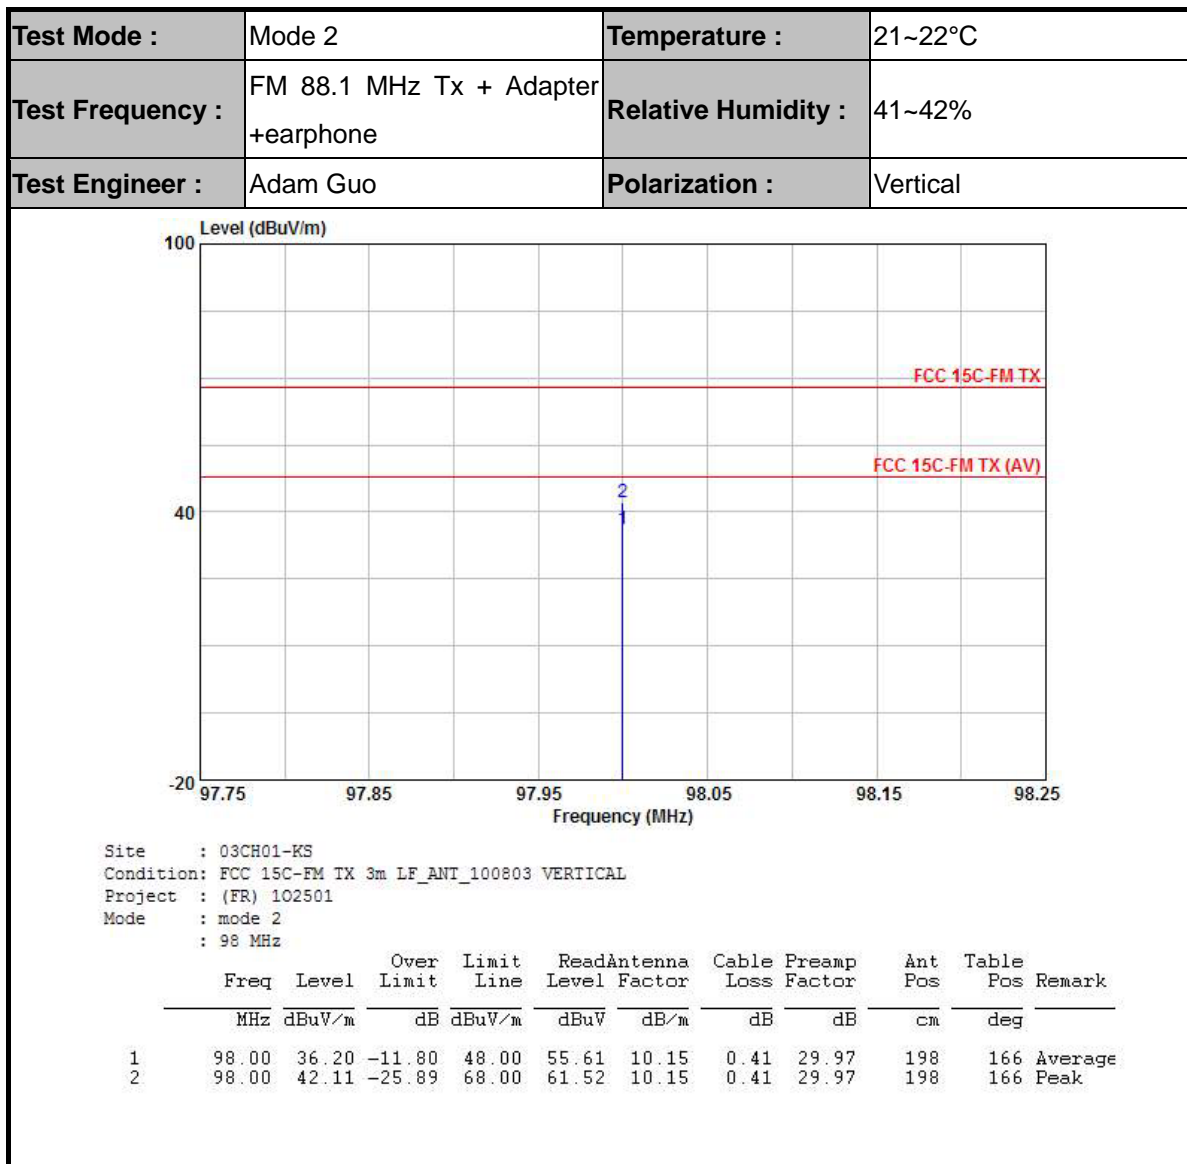 Test Mode : Mode 2 Temperature : 21~22°C
Test Frequency : FM 88.1 MHz Tx + Adapter +earphone Relative Humidity : 41~42%
Test Engineer : Adam Guo Polarization : Vertical
Level (dBuV/m)
100
FCC 15C-FM TX
FCC 15C-FM TX (AV)
2
40
1
-20
97.75 97.85 97.95 98.05 98.15 98.25
Frequency (MHz)
Site : 03CH01-KS
Condition: FCC 15C-FM TX 3m LF_ANT_100803 VERTICAL
Project : (FR) 1O2501
Mode : mode 2
: 98 MHz
Over Limit ReadAntenna Cable Preamp Ant Table
Freq Level Limit Line Level Factor Loss Factor Pos Pos Remark
MHz dBuV/m dB dBuV/m dBuV dB/m dB dB cm deg
1 98.00 36.20 -11.80 48.00 55.61 10.15 0.41 29.97 198 166 Average
2 98.00 42.11 -25.89 68.00 61.52 10.15 0.41 29.97 198 166 Peak